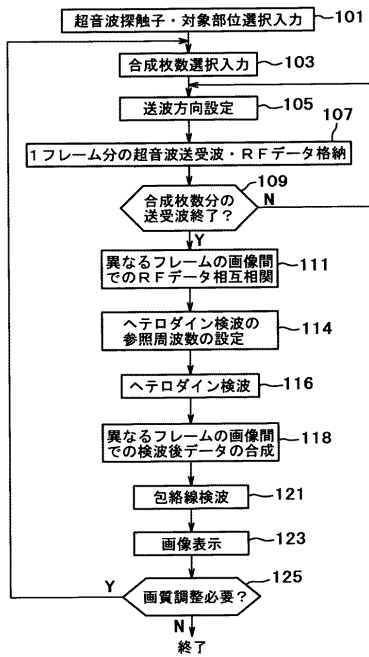 超音波探触子・対象部位選択入力
101
合成枚数選択入力
103
送波方向設定
105
107
1フレーム分の超音波送受波・RFデータ格納
109
合成枚数分の
送受波終了？
N
Y
異なるフレームの画像間
でのRFデータ相互相関
111
ヘテロダイン検波の
参照周波数の設定
114
ヘテロダイン検波
116
異なるフレームの画像間
での検波後データの合成
118
包絡線検波
121
画像表示
123
125
Y
画質調整必要？
N
終了